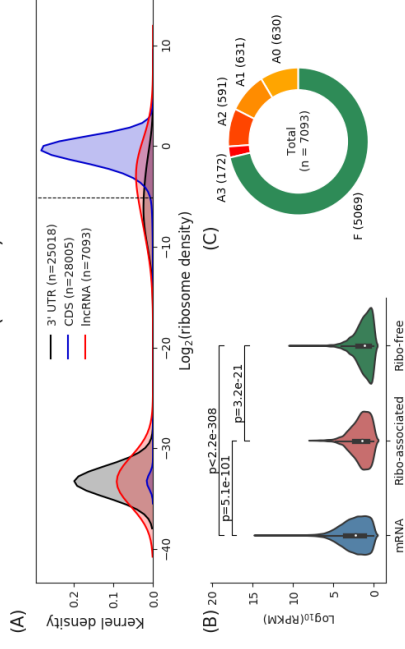 (A)
Kernel density
0.2
0.1
0.0
−40
−30
−20
−10
0
10
Log2(ribosome density)
3' UTR (n=25018)
CDS (n=28005)
lncRNA (n=7093)
(B)
Log10(RPKM)
20
15
10
5
0
p<2.2e-308
p=5.1e-101
p=3.2e-21
mRNA
Ribo-associated
Ribo-free
(C)
A3 (172)
A2 (591)
A1 (631)
A0 (630)
Total
(n = 7093)
F (5069)